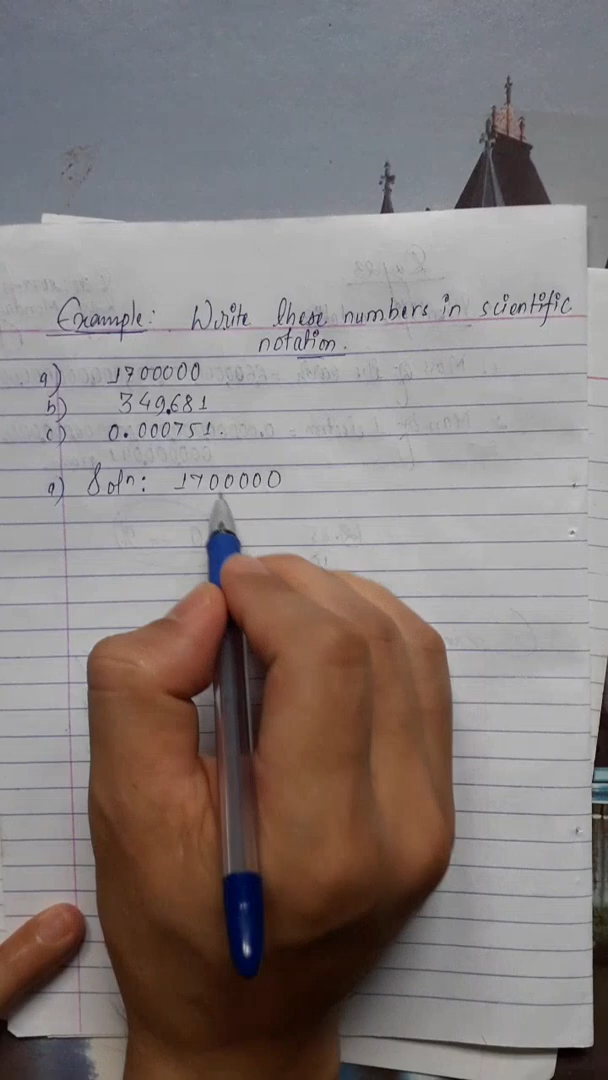 Example: Write these numbers in scientific
notation.
a) 1700000
b) 349.681
c) 0.000751.
a) Soln: 1700000